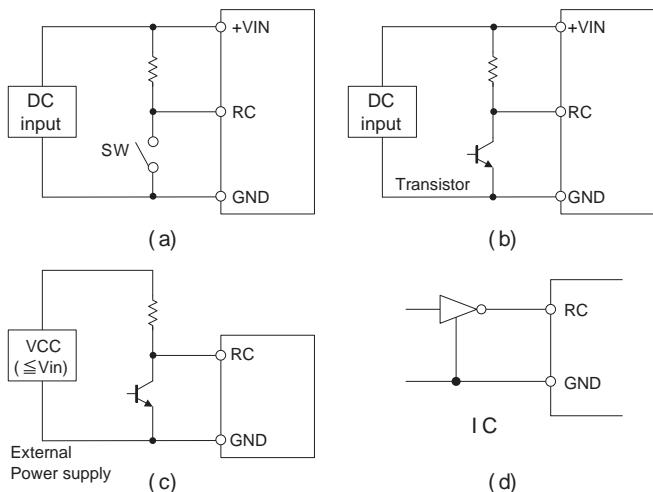 +VIN
DC
input
RC
SW
GND
(a)
+VIN
DC
input
RC
Transistor
GND
(b)
VCC
(≦Vin)
RC
GND
External
Power supply
(c)
RC
GND
IC
(d)